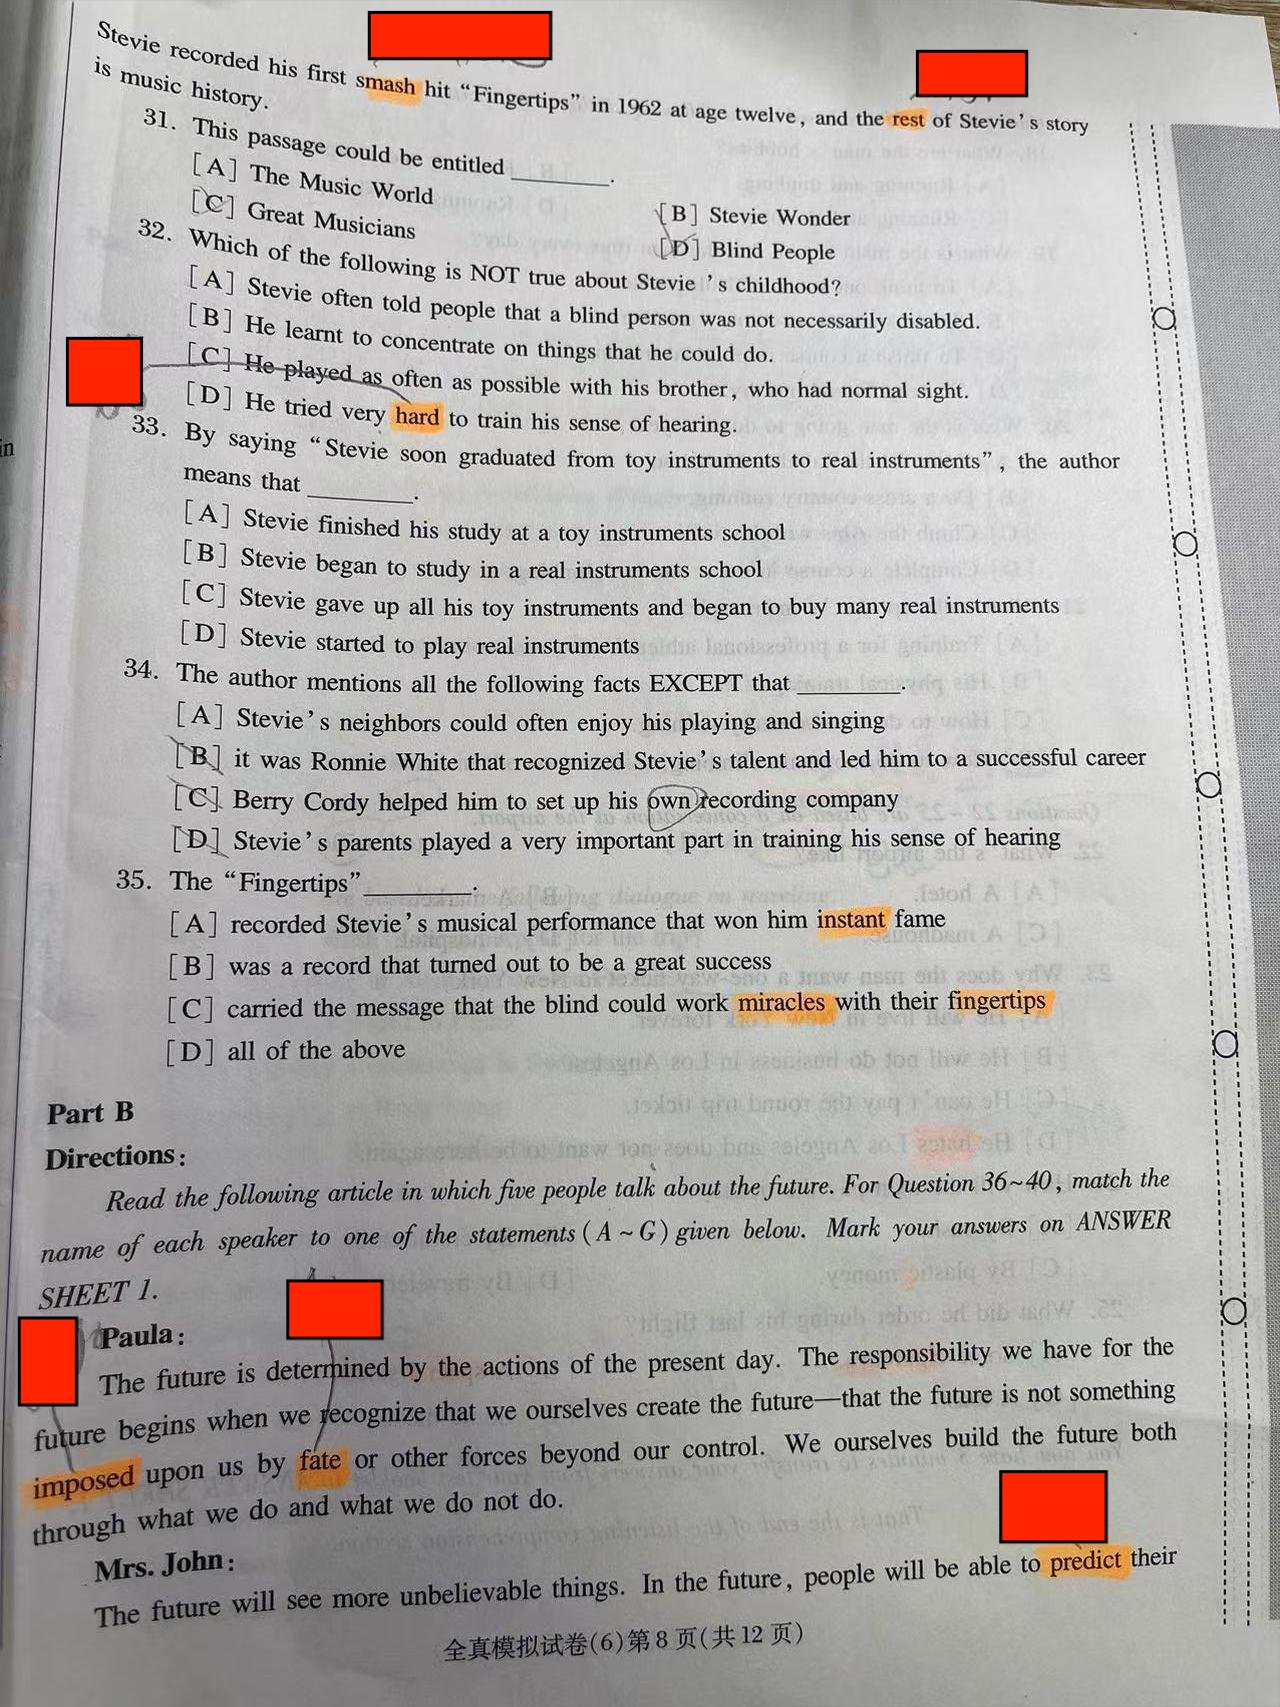 Stevie recorded his first smash hit “Fingertips” in 1962 at age twelve, and the rest of Stevie's story
is music history.
31. This passage could be entitled ________.
[A] The Music World
[B] Stevie Wonder
[C] Great Musicians
[D] Blind People
32. Which of the following is NOT true about Stevie 's childhood?
[A] Stevie often told people that a blind person was not necessarily disabled.
[B] He learnt to concentrate on things that he could do.
[C] He played as often as possible with his brother, who had normal sight.
[D] He tried very hard to train his sense of hearing.
33. By saying “Stevie soon graduated from toy instruments to real instruments”, the author
means that ________.
[A] Stevie finished his study at a toy instruments school
[B] Stevie began to study in a real instruments school
[C] Stevie gave up all his toy instruments and began to buy many real instruments
[D] Stevie started to play real instruments
34. The author mentions all the following facts EXCEPT that ________.
[A] Stevie's neighbors could often enjoy his playing and singing
[B] it was Ronnie White that recognized Stevie's talent and led him to a successful career
[C] Berry Cordy helped him to set up his own recording company
[D] Stevie's parents played a very important part in training his sense of hearing
35. The “Fingertips” ________.
[A] recorded Stevie's musical performance that won him instant fame
[B] was a record that turned out to be a great success
[C] carried the message that the blind could work miracles with their fingertips
[D] all of the above
Part B
Directions:
Read the following article in which five people talk about the future. For Question 36~40, match the
name of each speaker to one of the statements (A ~ G) given below. Mark your answers on ANSWER
SHEET 1.
Paula:
The future is determined by the actions of the present day. The responsibility we have for the
future begins when we recognize that we ourselves create the future—that the future is not something
imposed upon us by fate or other forces beyond our control. We ourselves build the future both
through what we do and what we do not do.
Mrs. John:
The future will see more unbelievable things. In the future, people will be able to predict their
全真模拟试卷(6)第 8 页(共 12 页)